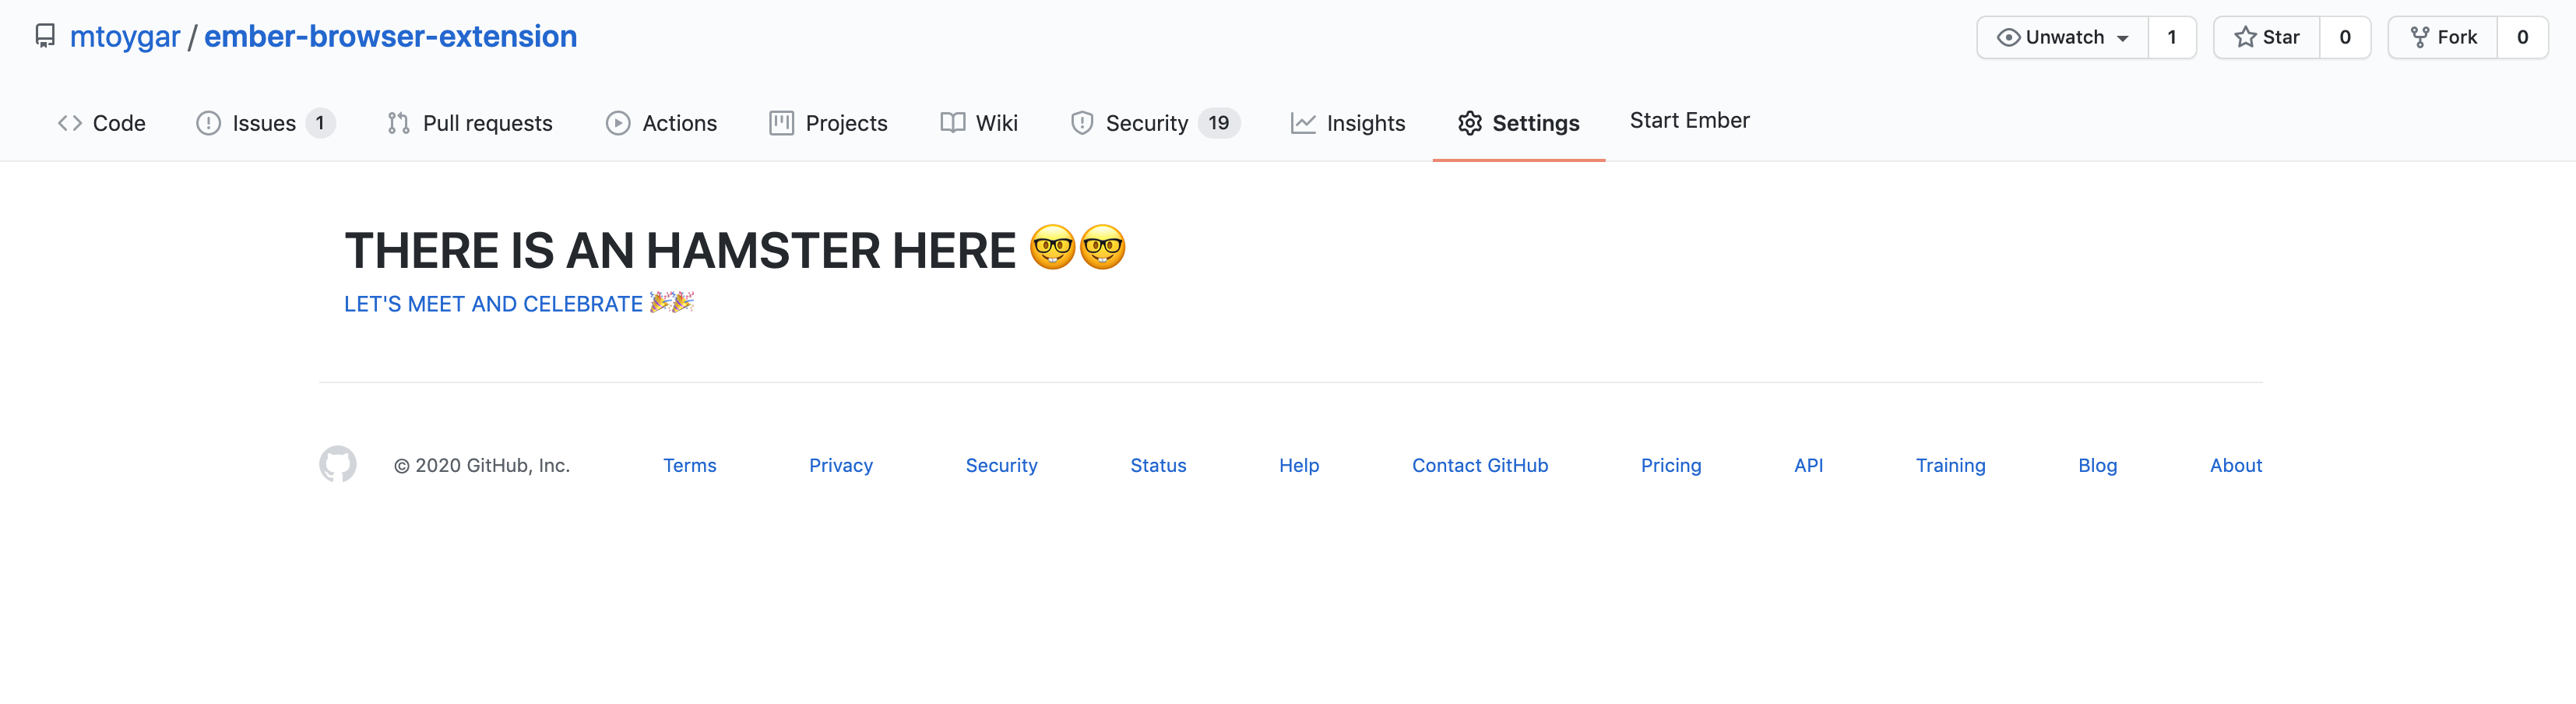 mtoygar / ember-browser-extension
Unwatch 1 Star 0 Fork 0
Code Issues 1 Pull requests Actions Projects Wiki Security 19 Insights Settings Start Ember
THERE IS AN HAMSTER HERE 🤓🤓
LET'S MEET AND CELEBRATE 🎉🎉
© 2020 GitHub, Inc. Terms Privacy Security Status Help Contact GitHub Pricing API Training Blog About